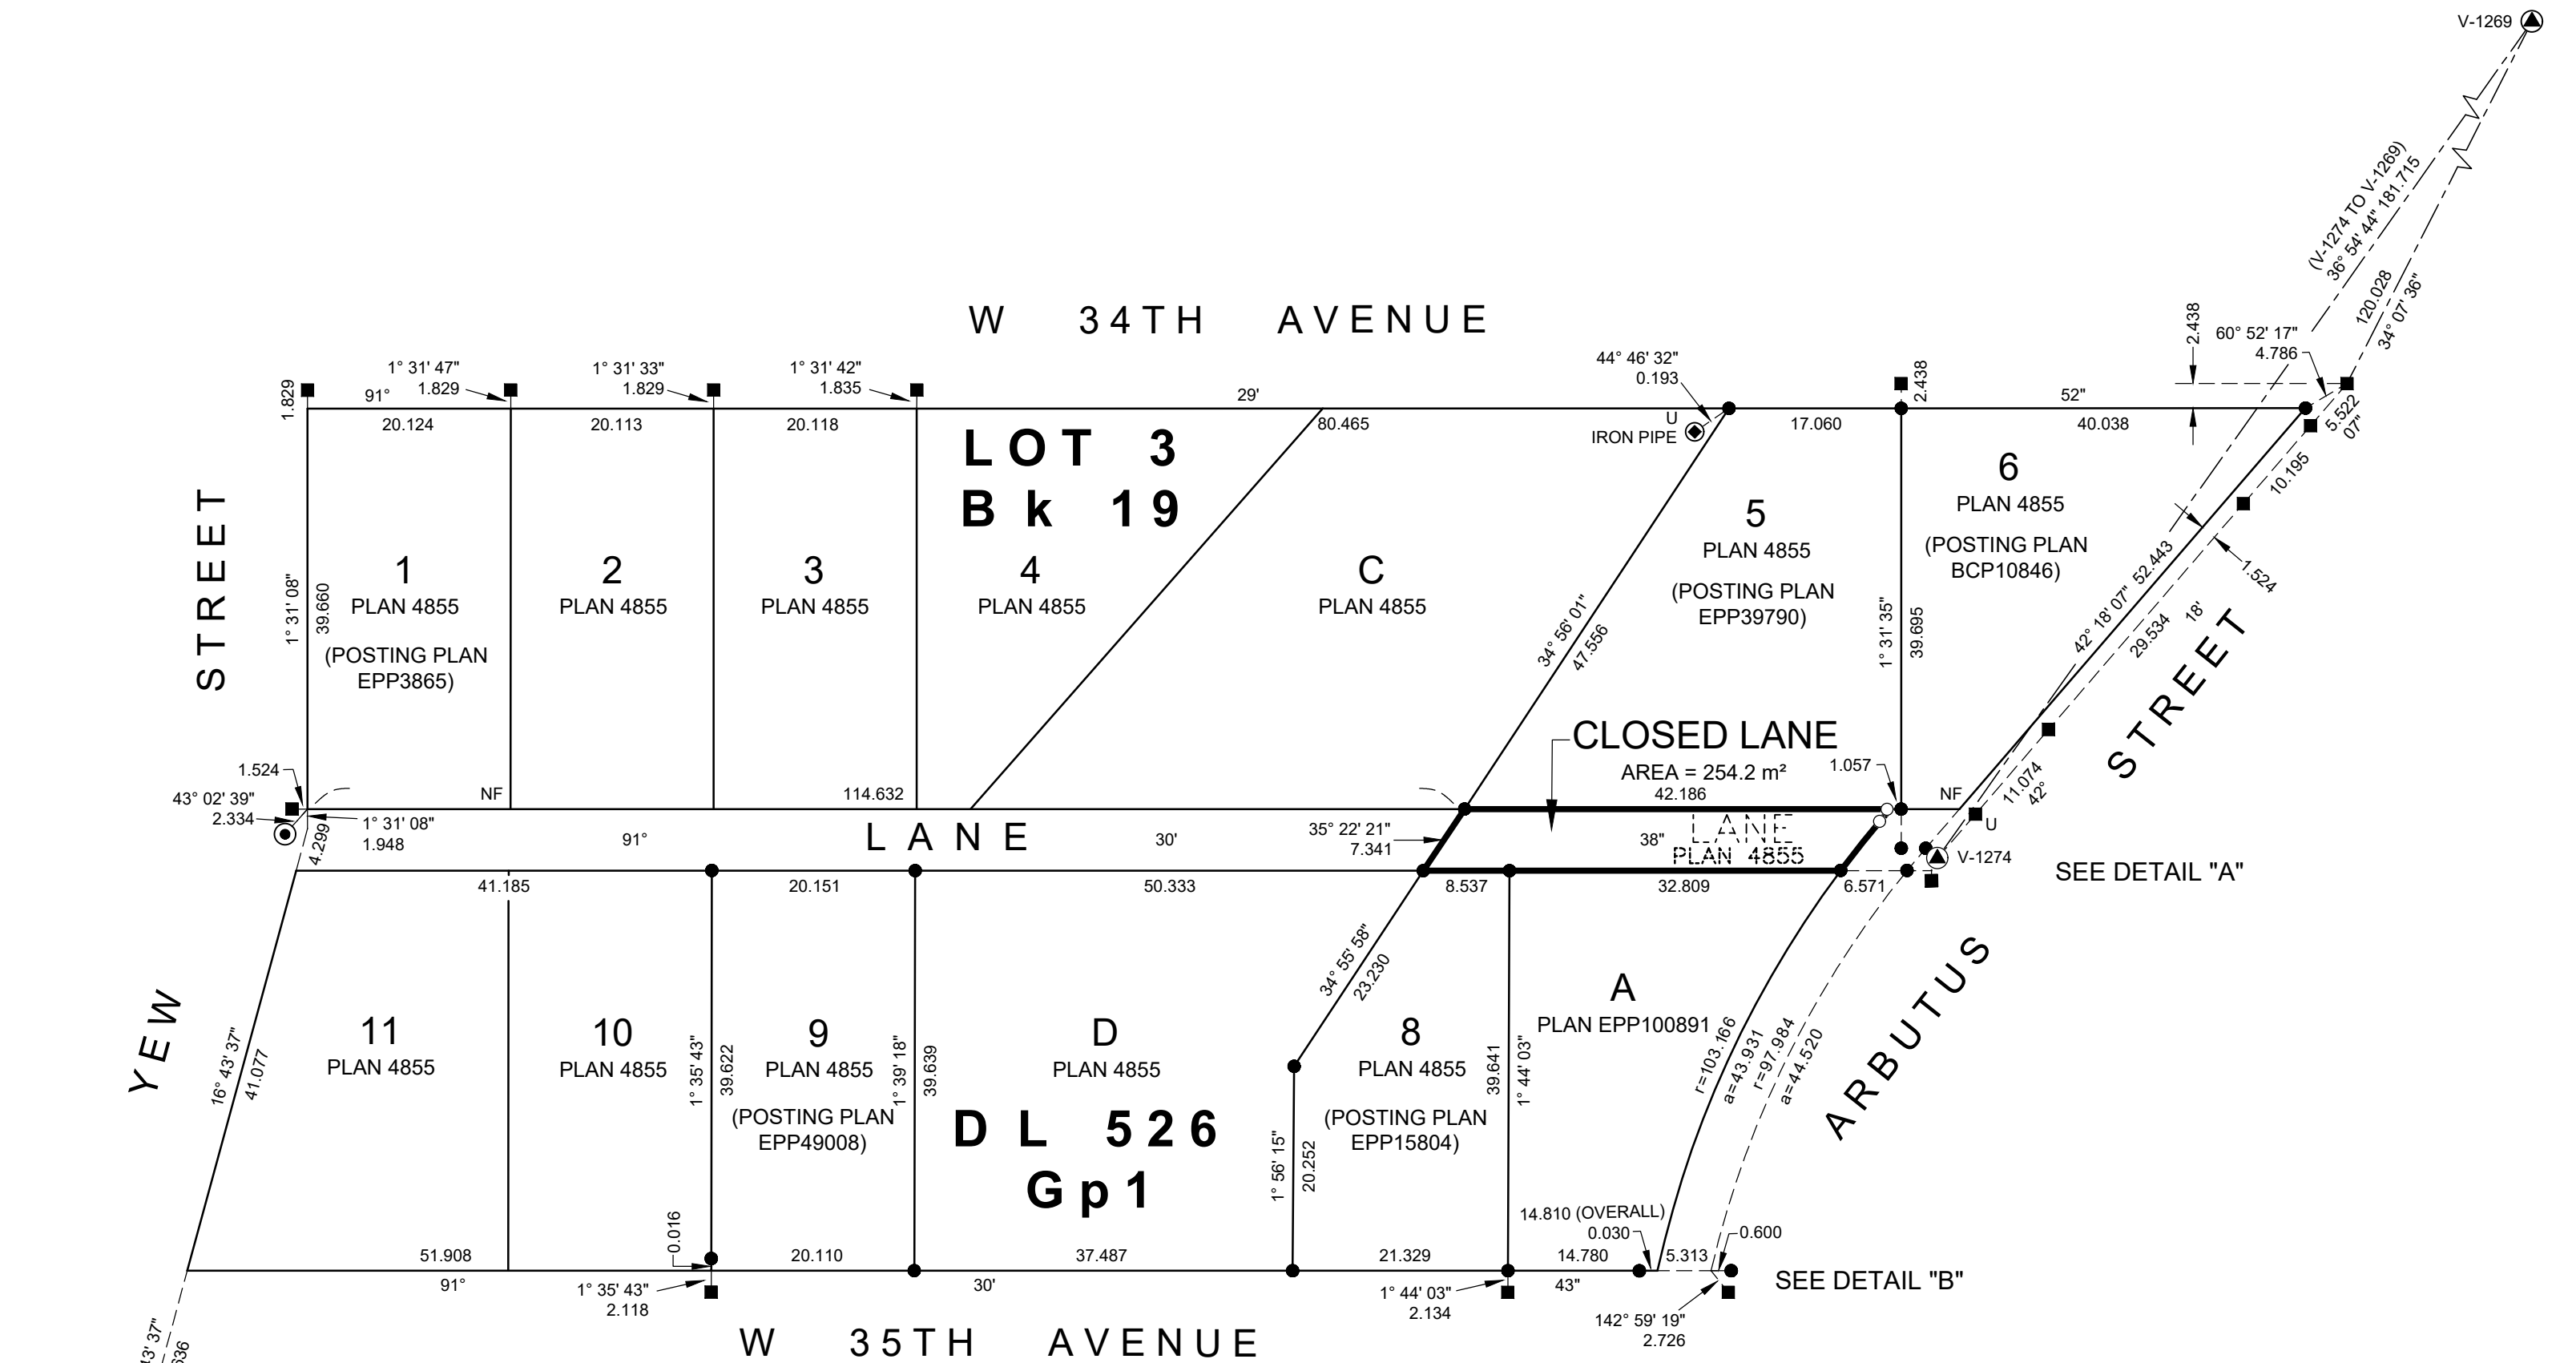 V-1269
(V-1274 TO V-1269)
36° 54' 44" 181.715
120.028
34° 07' 36"
W 34TH AVENUE
1.829
91°
1° 31' 47"
1.829
1° 31' 33"
1.829
1° 31' 42"
1.835
29'
44° 46' 32"
0.193
2.438
52"
2.438
60° 52' 17"
4.786
20.124
20.113
20.118
80.465
U
IRON PIPE
17.060
40.038
5.522
07"
10.195
LOT 3
Bk 19
STREET
1° 31' 08"
39.660
1
PLAN 4855
(POSTING PLAN
EPP3865)
2
PLAN 4855
3
PLAN 4855
4
PLAN 4855
C
PLAN 4855
34° 56' 01"
47.556
5
PLAN 4855
(POSTING PLAN
EPP39790)
1° 31' 35"
39.695
6
PLAN 4855
(POSTING PLAN
BCP10846)
42° 18' 07" 52.443
1.524
29.534
18'
STREET
11.074
42°
CLOSED LANE
AREA = 254.2 m²
1.057
1.524
43° 02' 39"
2.334
NF
114.632
42.186
NF
4.299
1° 31' 08"
1.948
91°
LANE
30'
35° 22' 21"
7.341
38"
LANE
PLAN 4855
U
V-1274
SEE DETAIL "A"
41.185
20.151
50.333
8.537
32.809
6.571
YEW
16° 43' 37"
41.077
11
PLAN 4855
10
PLAN 4855
1° 35' 43"
39.622
9
PLAN 4855
(POSTING PLAN
EPP49008)
1° 39' 18"
39.639
D
PLAN 4855
DL 526
Gp1
34° 55' 58"
23.230
1° 56' 15"
20.252
8
PLAN 4855
(POSTING PLAN
EPP15804)
39.641
1° 44' 03"
A
PLAN EPP100891
r=103.166
a=43.931
r=97.984
a=44.520
ARBUTUS
0.016
14.810 (OVERALL)
0.030
0.600
51.908
20.110
37.487
21.329
14.780
5.313
91°
1° 35' 43"
2.118
30'
1° 44' 03"
2.134
43"
142° 59' 19"
2.726
SEE DETAIL "B"
W 35TH AVENUE
43' 37"
636